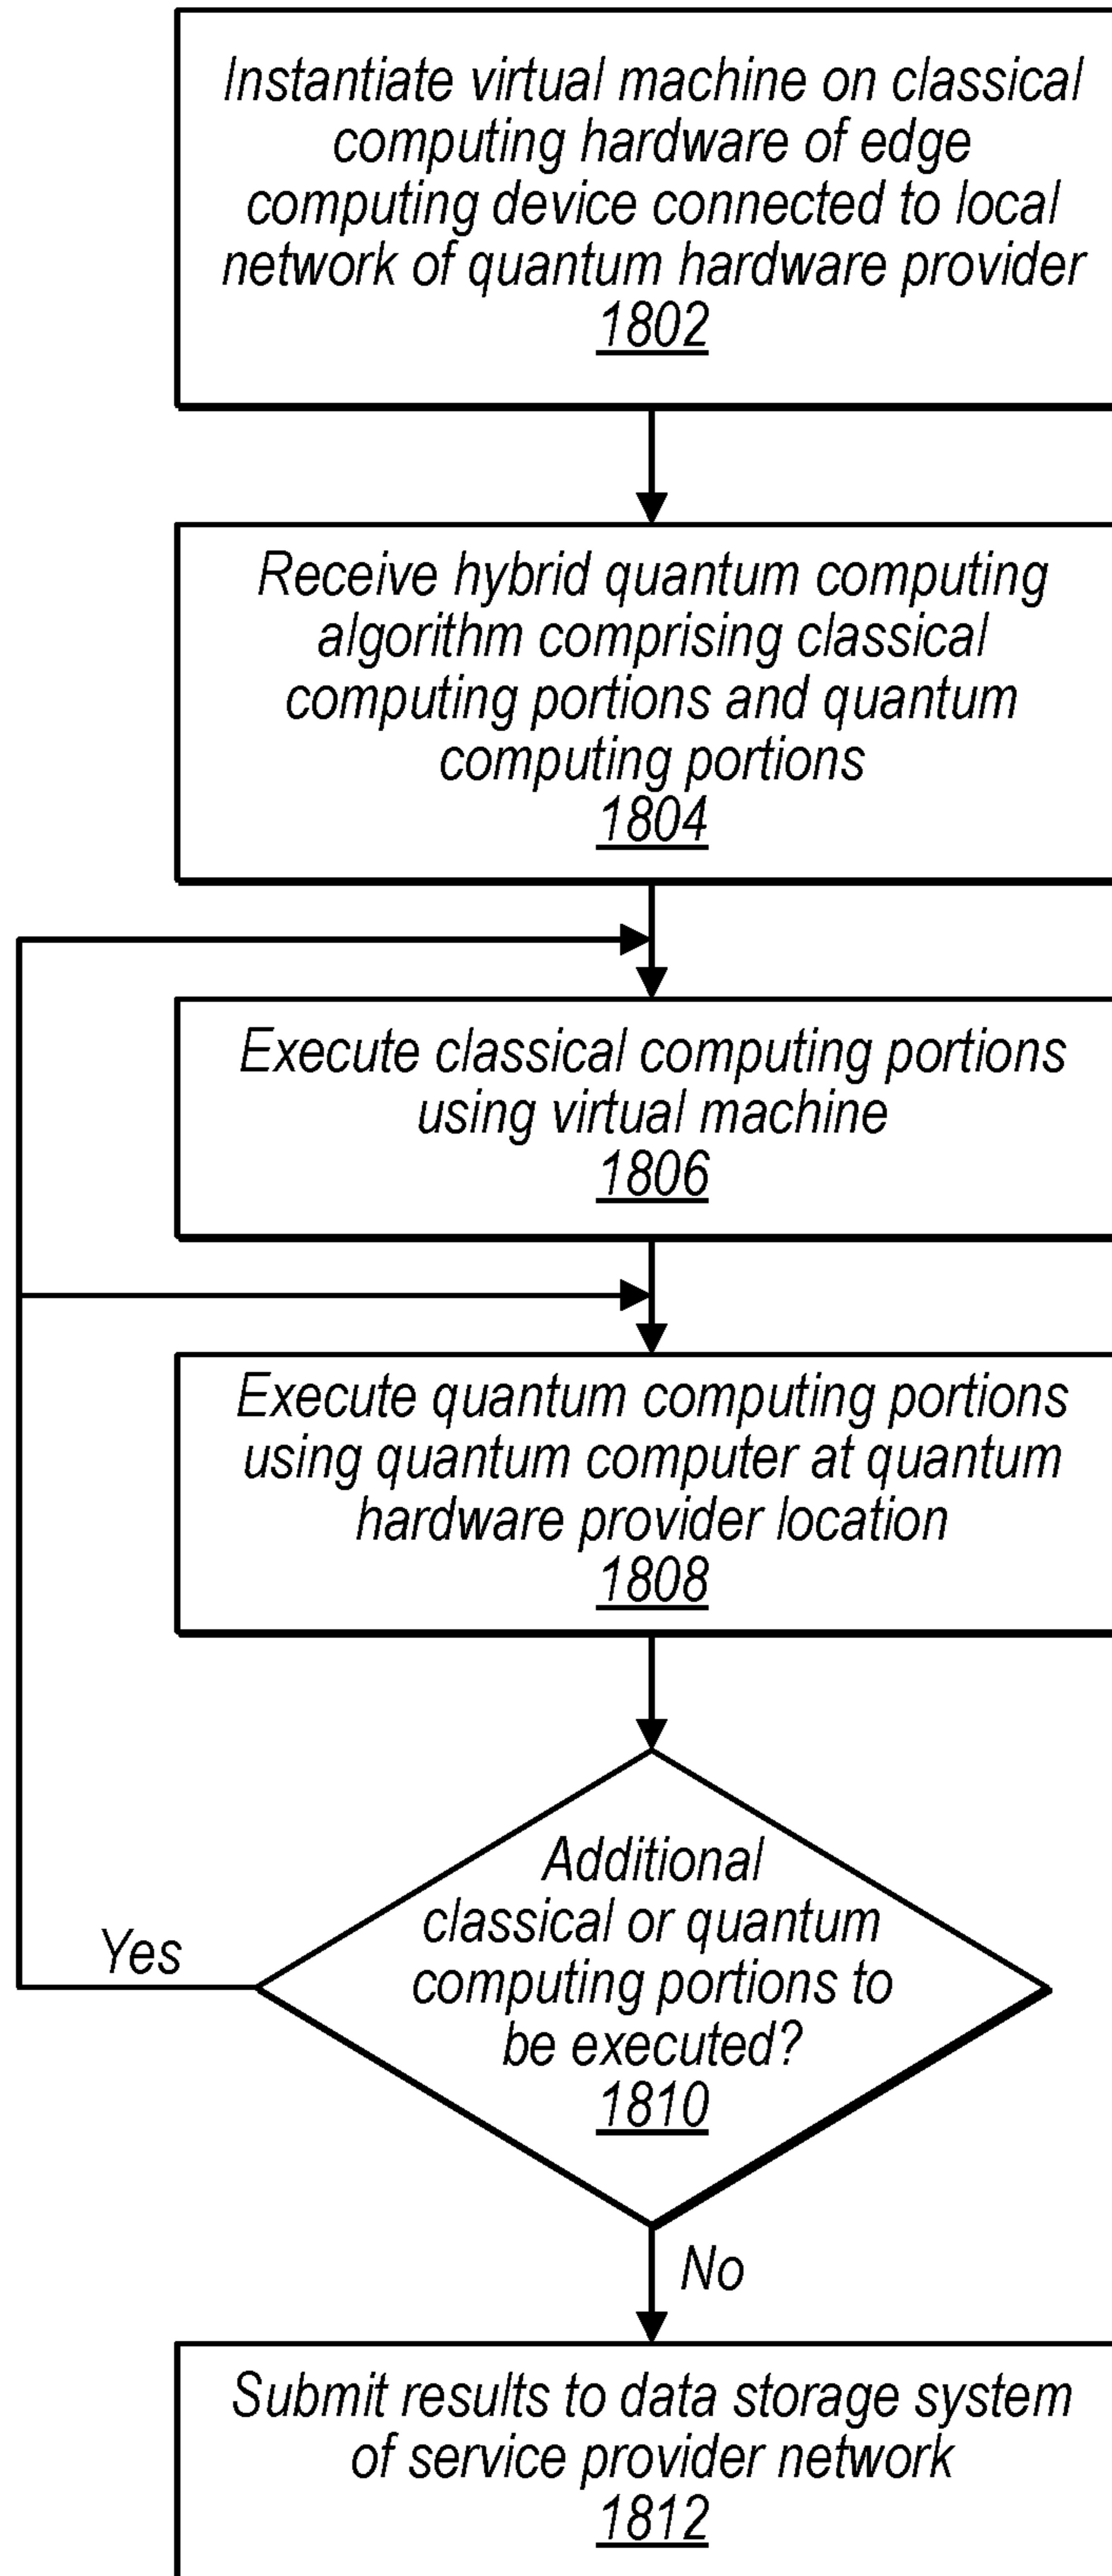 Instantiate virtual machine on classical
computing hardware of edge
computing device connected to local
network of quantum hardware provider
1802
Receive hybrid quantum computing
algorithm comprising classical
computing portions and quantum
computing portions
1804
Execute classical computing portions
using virtual machine
1806
Execute quantum computing portions
using quantum computer at quantum
hardware provider location
1808
Additional
classical or quantum
computing portions to
be executed?
1810
Yes
No
Submit results to data storage system
of service provider network
1812